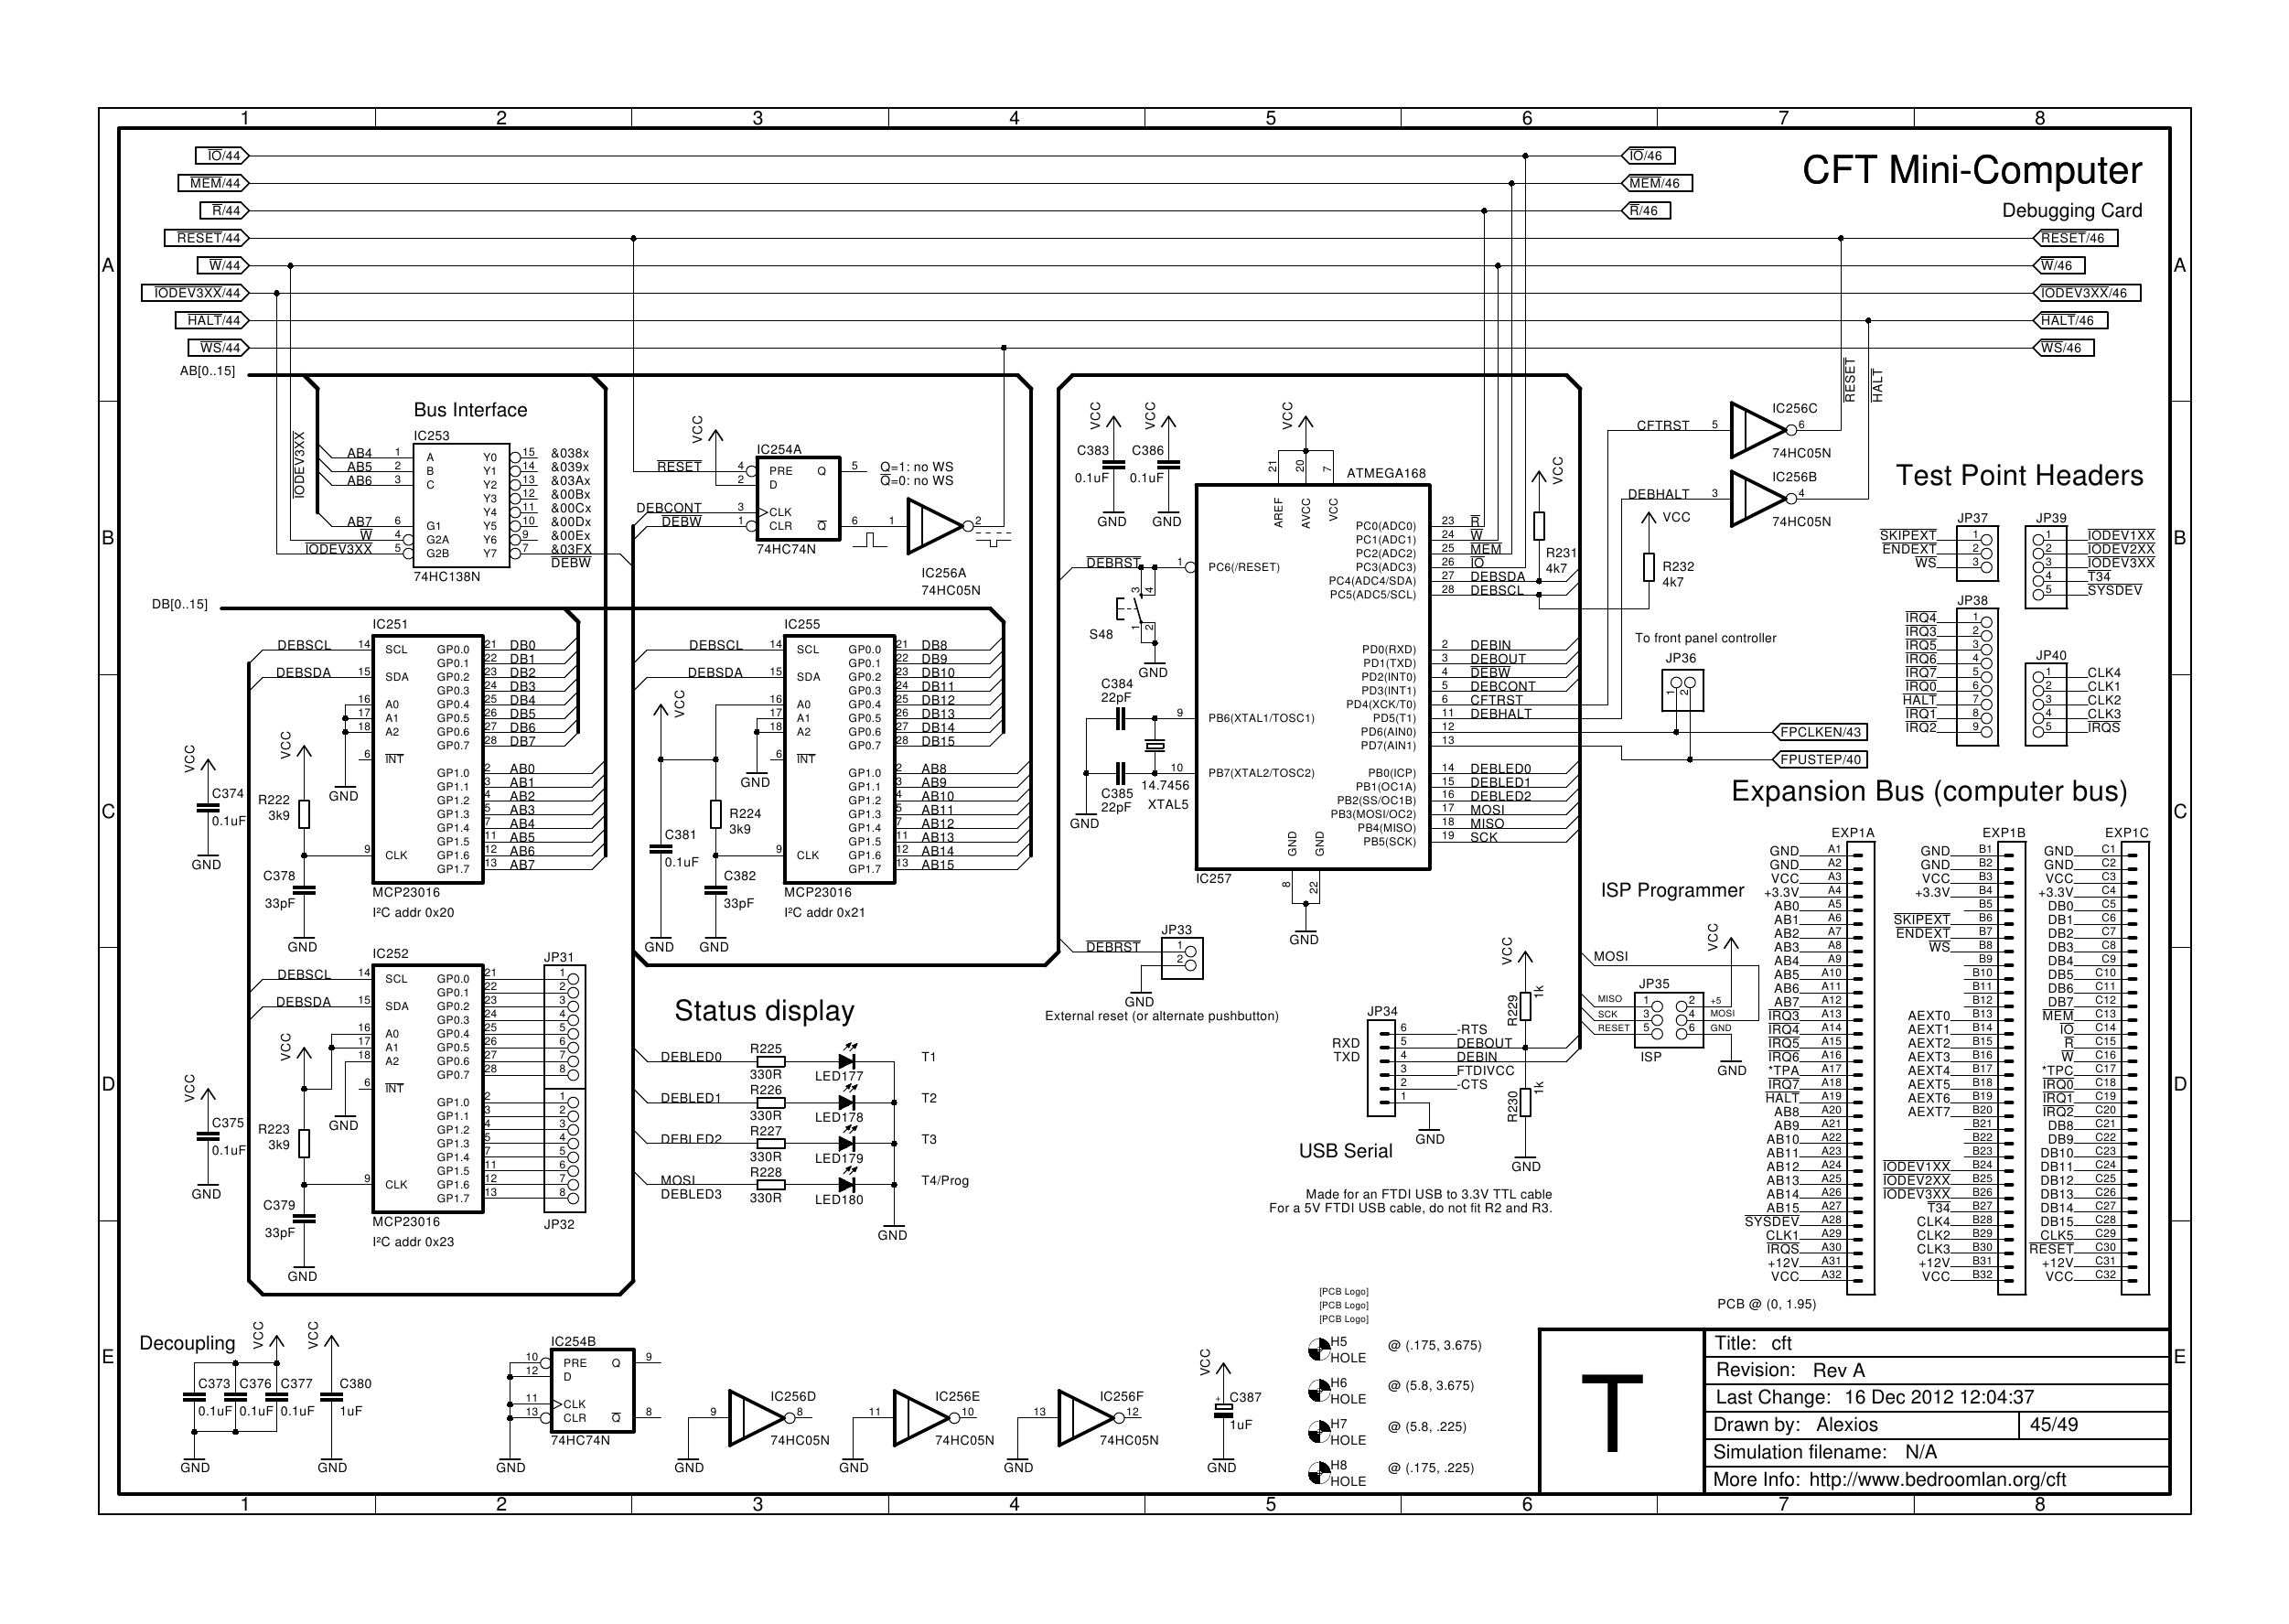 1 2 3 4 5 6 7 8
A B C D E
CFT Mini-Computer
Debugging Card
IO/44
MEM/44
R/44
RESET/44
W/44
IODEV3XX/44
HALT/44
WS/44
AB[0..15]
IO/46
MEM/46
R/46
RESET/46
W/46
IODEV3XX/46
HALT/46
WS/46
RESET
HALT
Bus Interface
IC253
IODEV3XX
AB4 1 A Y0 15 &038x
AB5 2 B Y1 14 &039x
AB6 3 C Y2 13 &03Ax
Y3 12 &00Bx
Y4 11 &00Cx
AB7 6 G1 Y5 10 &00Dx
W 4 G2A Y6 9 &00Ex
IODEV3XX 5 G2B Y7 7 &03FX
DEBW
74HC138N
VCC
IC254A
RESET 4 PRE Q 5
2 D
DEBCONT 3 CLK
DEBW 1 CLR Q 6
74HC74N
Q=1: no WS
Q=0: no WS
1 2
IC256A
74HC05N
DB[0..15]
IC251
DEBSCL 14 SCL GP0.0 21 DB0
GP0.1 22 DB1
DEBSDA 15 SDA GP0.2 23 DB2
GP0.3 24 DB3
16 A0 GP0.4 25 DB4
17 A1 GP0.5 26 DB5
18 A2 GP0.6 27 DB6
GP0.7 28 DB7
6 INT
GP1.0 2 AB0
GP1.1 3 AB1
GP1.2 4 AB2
GP1.3 5 AB3
GP1.4 7 AB4
GP1.5 11 AB5
9 CLK GP1.6 12 AB6
GP1.7 13 AB7
MCP23016
I²C addr 0x20
VCC
C374
0.1uF
GND
VCC
R222
3k9
C378
33pF
GND
GND
IC255
DEBSCL 14 SCL GP0.0 21 DB8
GP0.1 22 DB9
DEBSDA 15 SDA GP0.2 23 DB10
GP0.3 24 DB11
16 A0 GP0.4 25 DB12
17 A1 GP0.5 26 DB13
18 A2 GP0.6 27 DB14
GP0.7 28 DB15
6 INT
GP1.0 2 AB8
GP1.1 3 AB9
GP1.2 4 AB10
GP1.3 5 AB11
GP1.4 7 AB12
GP1.5 11 AB13
9 CLK GP1.6 12 AB14
GP1.7 13 AB15
MCP23016
I²C addr 0x21
VCC
GND
R224
3k9
C381
0.1uF
C382
33pF
GND GND
IC252
DEBSCL 14 SCL GP0.0 21
GP0.1 22
DEBSDA 15 SDA GP0.2 23
GP0.3 24
16 A0 GP0.4 25
17 A1 GP0.5 26
18 A2 GP0.6 27
GP0.7 28
6 INT
GP1.0 2
GP1.1 3
GP1.2 4
GP1.3 5
GP1.4 7
GP1.5 11
9 CLK GP1.6 12
GP1.7 13
MCP23016
I²C addr 0x23
JP31
1 2 3 4 5 6 7 8
1 2 3 4 5 6 7 8
JP32
VCC
C375
0.1uF
GND
VCC
R223
3k9
C379
33pF
GND
GND
Status display
DEBLED0 R225 330R LED177 T1
DEBLED1 R226 330R LED178 T2
DEBLED2 R227 330R LED179 T3
MOSI
DEBLED3 R228 330R LED180 T4/Prog
GND
VCC VCC
C383 C386
0.1uF 0.1uF
GND GND
VCC
21 20 7
AREF AVCC VCC
ATMEGA168
DEBRST 1 PC6(/RESET)
3 4
S48
1 2
GND
C384
22pF
9 PB6(XTAL1/TOSC1)
10 PB7(XTAL2/TOSC2)
14.7456
XTAL5
C385
22pF
GND
PC0(ADC0) 23 R
PC1(ADC1) 24 W
PC2(ADC2) 25 MEM
PC3(ADC3) 26 IO
PC4(ADC4/SDA) 27 DEBSDA
PC5(ADC5/SCL) 28 DEBSCL
PD0(RXD) 2 DEBIN
PD1(TXD) 3 DEBOUT
PD2(INT0) 4 DEBW
PD3(INT1) 5 DEBCONT
PD4(XCK/T0) 6 CFTRST
PD5(T1) 11 DEBHALT
PD6(AIN0) 12
PD7(AIN1) 13
PB0(ICP) 14 DEBLED0
PB1(OC1A) 15 DEBLED1
PB2(SS/OC1B) 16 DEBLED2
PB3(MOSI/OC2) 17 MOSI
PB4(MISO) 18 MISO
PB5(SCK) 19 SCK
GND GND
IC257
8 22
GND
VCC
R231
4k7
VCC
R232
4k7
CFTRST 5 6
IC256C
74HC05N
DEBHALT 3 4
IC256B
74HC05N
To front panel controller
JP36
1 2
FPCLKEN/43
FPUSTEP/40
Test Point Headers
JP37
SKIPEXT 1
ENDEXT 2
WS 3
JP39
1 IODEV1XX
2 IODEV2XX
3 IODEV3XX
4 T34
5 SYSDEV
JP38
IRQ4 1
IRQ3 2
IRQ5 3
IRQ6 4
IRQ7 5
IRQ0 6
HALT 7
IRQ1 8
IRQ2 9
JP40
1 CLK4
2 CLK1
3 CLK2
4 CLK3
5 IRQS
DEBRST
JP33
1
2
GND
External reset (or alternate pushbutton)
JP34
6 -RTS
RXD 5 DEBOUT
TXD 4 DEBIN
3 FTDIVCC
2 -CTS
1
GND
VCC
R229 1k
R230 1k
GND
USB Serial
Made for an FTDI USB to 3.3V TTL cable
For a 5V FTDI USB cable, do not fit R2 and R3.
ISP Programmer
VCC
MOSI
JP35
MISO 1 2 +5
SCK 3 4 MOSI
RESET 5 6 GND
ISP
GND
Expansion Bus (computer bus)
EXP1A EXP1B EXP1C
GND A1 GND B1 GND C1
GND A2 GND B2 GND C2
VCC A3 VCC B3 VCC C3
+3.3V A4 +3.3V B4 +3.3V C4
AB0 A5 B5 DB0 C5
AB1 A6 SKIPEXT B6 DB1 C6
AB2 A7 ENDEXT B7 DB2 C7
AB3 A8 WS B8 DB3 C8
AB4 A9 B9 DB4 C9
AB5 A10 B10 DB5 C10
AB6 A11 B11 DB6 C11
AB7 A12 B12 DB7 C12
IRQ3 A13 AEXT0 B13 MEM C13
IRQ4 A14 AEXT1 B14 IO C14
IRQ5 A15 AEXT2 B15 R C15
IRQ6 A16 AEXT3 B16 W C16
*TPA A17 AEXT4 B17 *TPC C17
IRQ7 A18 AEXT5 B18 IRQ0 C18
HALT A19 AEXT6 B19 IRQ1 C19
AB8 A20 AEXT7 B20 IRQ2 C20
AB9 A21 B21 DB8 C21
AB10 A22 B22 DB9 C22
AB11 A23 B23 DB10 C23
AB12 A24 IODEV1XX B24 DB11 C24
AB13 A25 IODEV2XX B25 DB12 C25
AB14 A26 IODEV3XX B26 DB13 C26
AB15 A27 T34 B27 DB14 C27
SYSDEV A28 CLK4 B28 DB15 C28
CLK1 A29 CLK2 B29 CLK5 C29
IRQS A30 CLK3 B30 RESET C30
+12V A31 +12V B31 +12V C31
VCC A32 VCC B32 VCC C32
PCB @ (0, 1.95)
Decoupling
VCC VCC
C373 C376 C377 C380
0.1uF 0.1uF 0.1uF 1uF
GND GND
IC254B
10 PRE Q 9
12 D
11 CLK
13 CLR Q 8
74HC74N
GND
9 8
IC256D
74HC05N
GND
11 10
IC256E
74HC05N
GND
13 12
IC256F
74HC05N
GND
VCC
+
C387
1uF
GND
[PCB Logo]
[PCB Logo]
[PCB Logo]
H5
HOLE @ (.175, 3.675)
H6
HOLE @ (5.8, 3.675)
H7
HOLE @ (5.8, .225)
H8
HOLE @ (.175, .225)
T
Title: cft
Revision: Rev A
Last Change: 16 Dec 2012 12:04:37
Drawn by: Alexios 45/49
Simulation filename: N/A
More Info: http://www.bedroomlan.org/cft
A B C D E
1 2 3 4 5 6 7 8